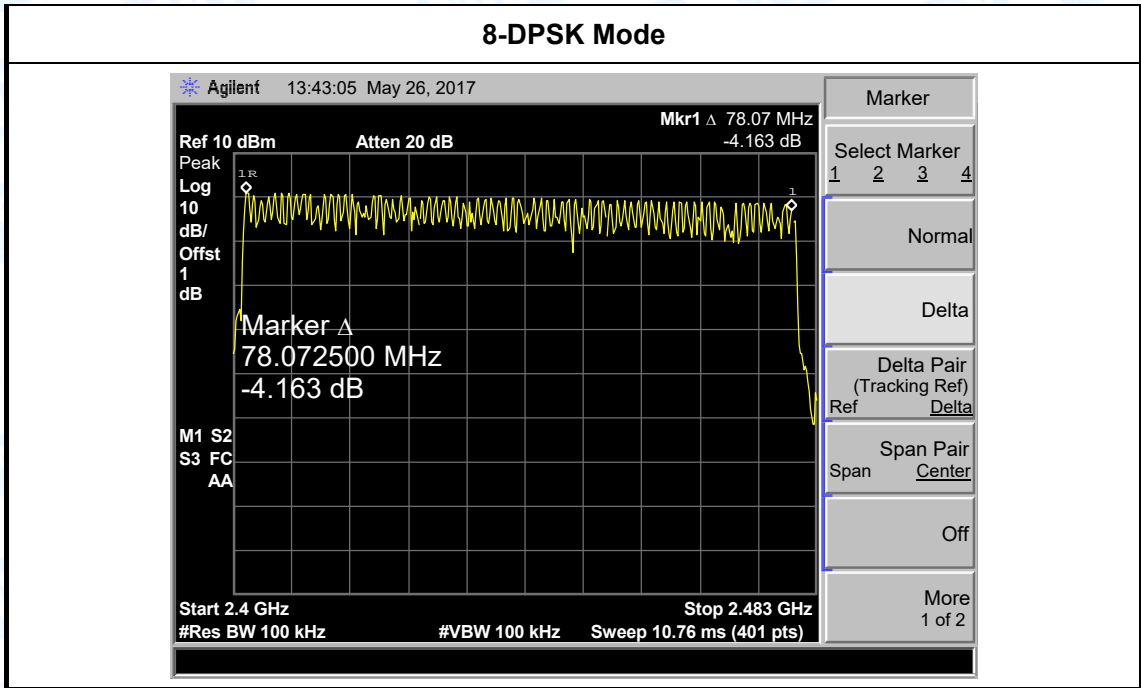 8-DPSK Mode
Agilent 13:43:05 May 26, 2017
Mkr1 Δ 78.07 MHz
Ref 10 dBm Atten 20 dB -4.163 dB
Peak
Log
10
dB/
Offst
1
dB
1R
1
Marker Δ
78.072500 MHz
-4.163 dB
M1 S2
S3 FC
AA
Start 2.4 GHz Stop 2.483 GHz
#Res BW 100 kHz #VBW 100 kHz Sweep 10.76 ms (401 pts)
Marker
Select Marker
1 2 3 4
Normal
Delta
Delta Pair
(Tracking Ref)
Ref Delta
Span Pair
Span Center
Off
More
1 of 2